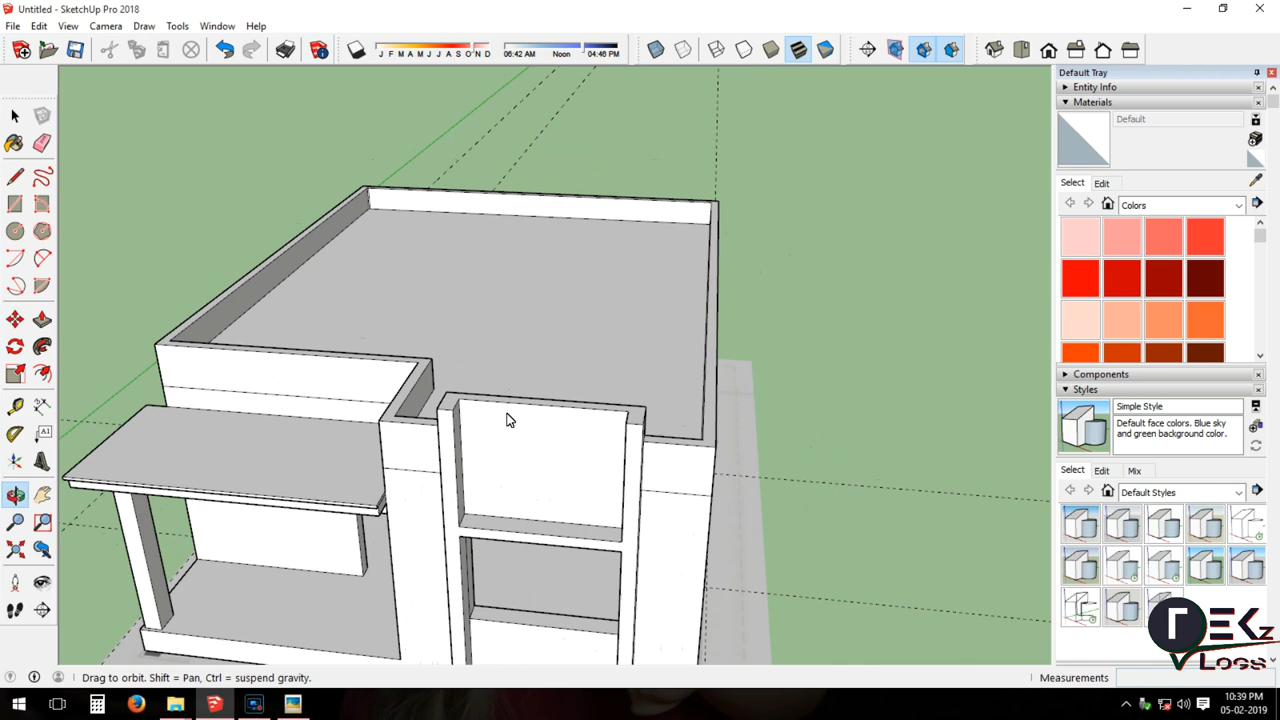 Untitled - SketchUp Pro 2018
File Edit View Camera Draw Tools Window Help
J F M A M J J A S O N D
06:42 AM Noon 04:46 PM
Default Tray
Entity Info
Materials
Default
Select Edit
Colors
Components
Styles
Simple Style
Default face colors. Blue sky
and green background color.
Select Edit Mix
Default Styles
A1
TEKz
VLogs
Drag to orbit. Shift = Pan, Ctrl = suspend gravity.
Measurements
10:39 PM
05-02-2019